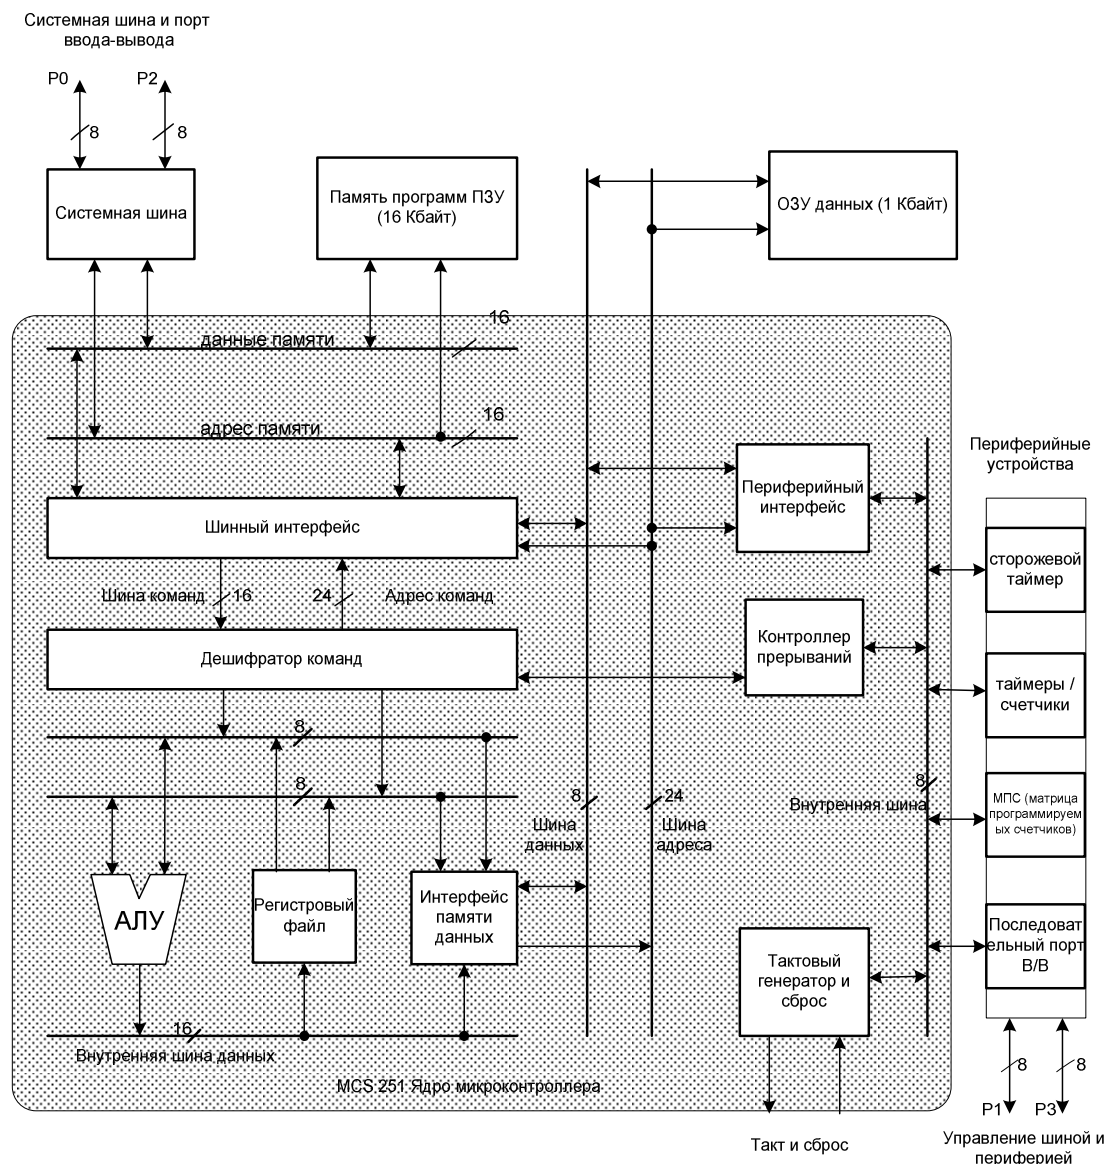 Системная шина и порт
ввода-вывода
P0
P2
8
8
Системная шина
Память программ ПЗУ
(16 Кбайт)
ОЗУ данных (1 Кбайт)
16
данные памяти
16
адрес памяти
Периферийные
устройства
Периферийный
интерфейс
Шинный интерфейс
сторожевой
таймер
Шина команд
16
24
Адрес команд
Контроллер
прерываний
Дешифратор команд
таймеры /
счетчики
8
8
8
24
8
Внутренняя шина
МПС (матрица
программируем
ых счетчиков)
Шина
данных
Шина
адреса
АЛУ
Регистровый
файл
Интерфейс
памяти
данных
Последоват
ельный порт
В/В
Тактовый
генератор и
сброс
16
Внутренняя шина данных
MCS 251 Ядро микроконтроллера
8
8
P1
P3
Такт и сброс
Управление шиной и
периферией